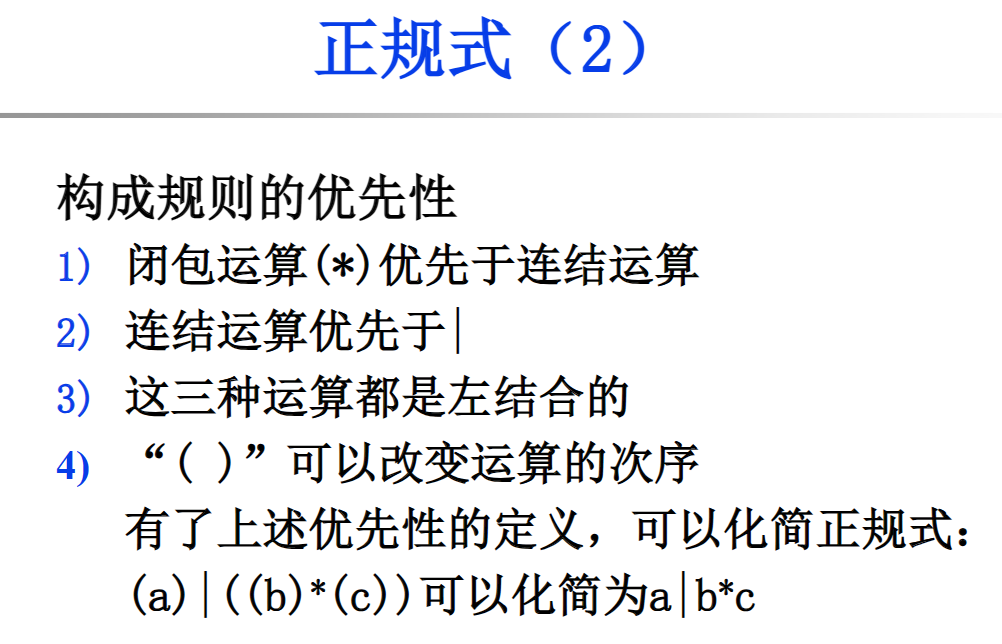 正规式（2）
构成规则的优先性
1) 闭包运算(*)优先于连结运算
2) 连结运算优先于|
3) 这三种运算都是左结合的
4) “( )”可以改变运算的次序
有了上述优先性的定义，可以化简正规式：
(a)|((b)*(c))可以化简为a|b*c